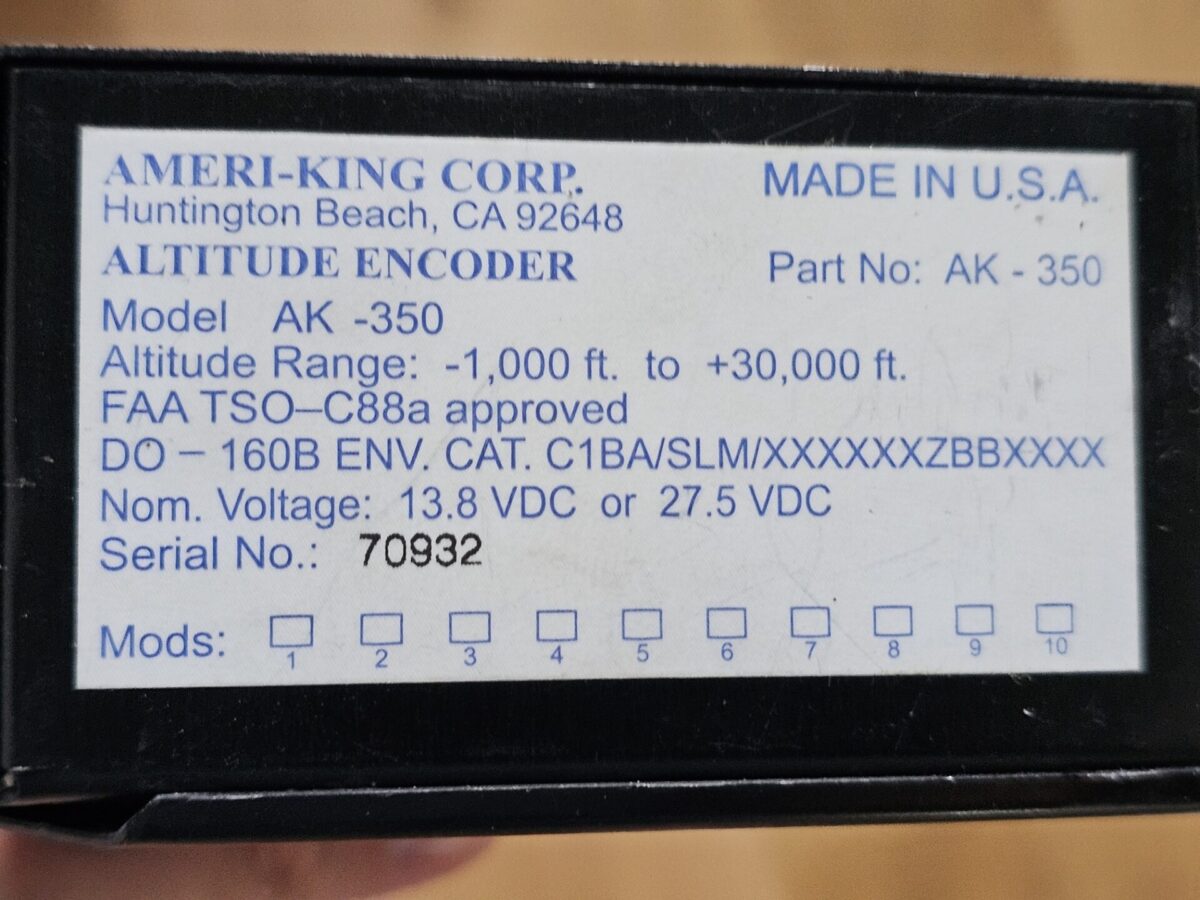 AMERI-KING CORP. MADE IN U.S.A.
Huntington Beach, CA 92648
ALTITUDE ENCODER Part No: AK - 350
Model AK -350
Altitude Range: -1,000 ft. to +30,000 ft.
FAA TSO–C88a approved
DO – 160B ENV. CAT. C1BA/SLM/XXXXXXZBBXXXX
Nom. Voltage: 13.8 VDC or 27.5 VDC
Serial No.: 70932
Mods: 1 2 3 4 5 6 7 8 9 10